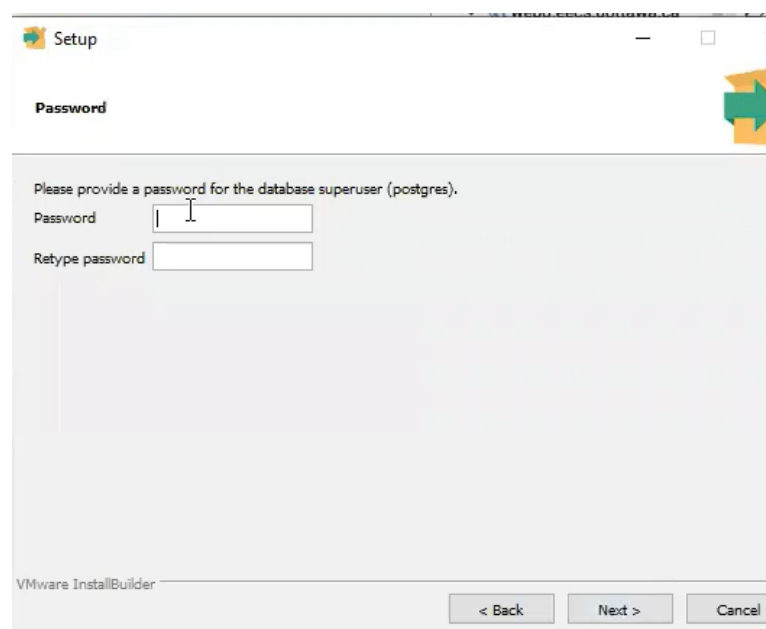 Setup
Password
Please provide a password for the database superuser (postgres).
Password
Retype password
VMware InstallBuilder
< Back Next > Cancel